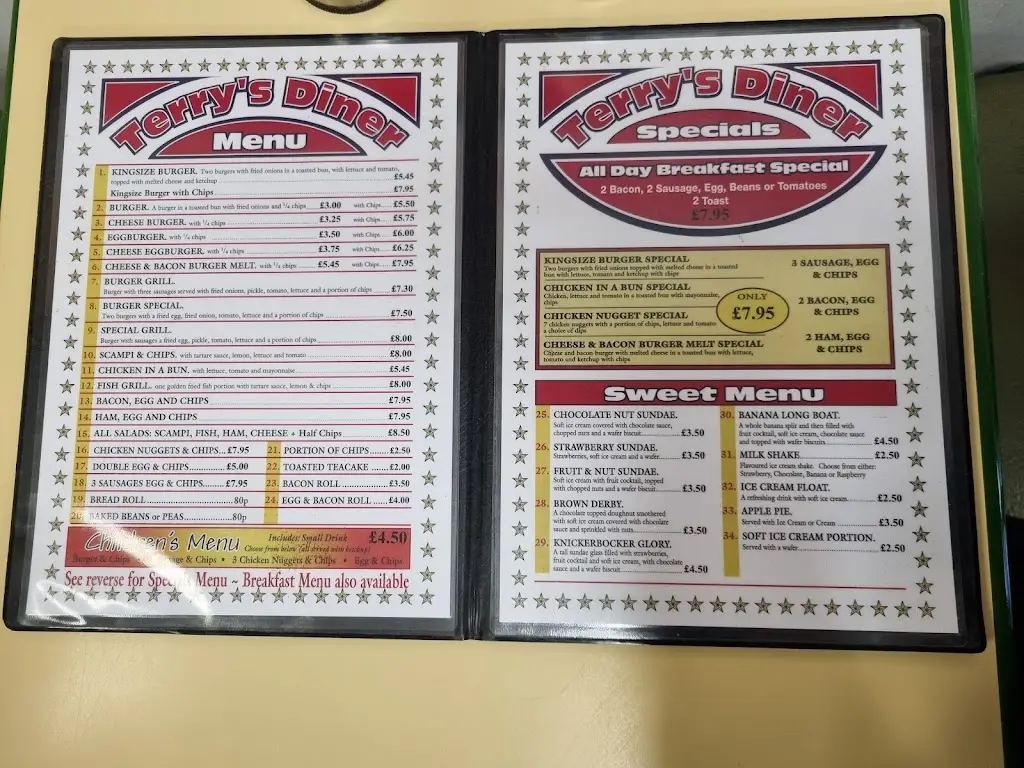 Terry's Diner
Menu
1. KINGSIZE BURGER. Two burgers with fried onions in a toasted bun, with lettuce and tomato,
topped with melted cheese and ketchup £5.45
Kingsize Burger with Chips £7.95
2. BURGER. A burger in a toasted bun with fried onions and ¼ chips £3.00 with Chips £5.50
3. CHEESE BURGER. with ¼ chips £3.25 with Chips £5.75
4. EGGBURGER. with ¼ chips £3.50 with Chips £6.00
5. CHEESE EGGBURGER. with ¼ chips £3.75 with Chips £6.25
6. CHEESE & BACON BURGER MELT. with ¼ chips £5.45 with Chips £7.95
7. BURGER GRILL.
Burger with three sausages served with fried onions, pickle, tomato, lettuce and a portion of chips £7.30
8. BURGER SPECIAL.
Two burgers with a fried egg, fried onion, tomato, lettuce and a portion of chips £7.50
9. SPECIAL GRILL.
Burger with sausages a fried egg, pickle, tomato, lettuce and a portion of chips £8.00
10. SCAMPI & CHIPS. with tartare sauce, lemon, lettuce and tomato £8.00
11. CHICKEN IN A BUN. with lettuce, tomato and mayonnaise £5.45
12. FISH GRILL. one golden fried fish portion with tartare sauce, lemon & chips £8.00
13. BACON, EGG AND CHIPS £7.95
14. HAM, EGG AND CHIPS £7.95
15. ALL SALADS: SCAMPI, FISH, HAM, CHEESE + Half Chips £8.50
16. CHICKEN NUGGETS & CHIPS... £7.95
17. DOUBLE EGG & CHIPS............ £5.00
18. 3 SAUSAGES EGG & CHIPS....... £7.95
19. BREAD ROLL ......................... 80p
20. BAKED BEANS or PEAS................80p
21. PORTION OF CHIPS £2.50
22. TOASTED TEACAKE £2.00
23. BACON ROLL £3.50
24. EGG & BACON ROLL £4.00
Children's Menu Includes: Small Drink £4.50
Choose from below (all served with ketchup)
Burger & Chips • Sausage & Chips • 3 Chicken Nuggets & Chips • Egg & Chips
See reverse for Specials Menu ~ Breakfast Menu also available
Terry's Diner
Specials
All Day Breakfast Special
2 Bacon, 2 Sausage, Egg, Beans or Tomatoes
2 Toast
£7.95
KINGSIZE BURGER SPECIAL
Two burgers with fried onions topped with melted cheese in a toasted
bun with lettuce, tomato and ketchup with chips
CHICKEN IN A BUN SPECIAL
Chicken, lettuce and tomato in a toasted bun with mayonnaise,
chips
CHICKEN NUGGET SPECIAL
7 chicken nuggets with a portion of chips, lettuce and tomato
a choice of dips
CHEESE & BACON BURGER MELT SPECIAL
Cheese and bacon burger with melted cheese in a toasted bun with lettuce,
tomato and ketchup with chips
ONLY
£7.95
3 SAUSAGE, EGG
& CHIPS
2 BACON, EGG
& CHIPS
2 HAM, EGG
& CHIPS
Sweet Menu
25. CHOCOLATE NUT SUNDAE.
Soft ice cream covered with chocolate sauce,
chopped nuts and a wafer biscuit £3.50
26. STRAWBERRY SUNDAE.
Strawberries, soft ice cream and a wafer £3.50
27. FRUIT & NUT SUNDAE.
Soft ice cream with fruit cocktail, topped
with chopped nuts and a wafer biscuit £3.50
28. BROWN DERBY.
A chocolate topped doughnut smothered
with soft ice cream covered with chocolate
sauce and sprinkled with nuts £3.50
29. KNICKERBOCKER GLORY.
A tall sundae glass filled with strawberries,
fruit cocktail and soft ice cream, with chocolate
sauce and a wafer biscuit £4.50
30. BANANA LONG BOAT.
A whole banana split and then filled with
fruit cocktail, soft ice cream, chocolate sauce
and topped with wafer biscuits £4.50
31. MILK SHAKE. £2.50
Flavoured ice cream shake. Choose from either:
Strawberry, Chocolate, Banana or Raspberry
32. ICE CREAM FLOAT.
A refreshing drink with soft ice cream £2.50
33. APPLE PIE.
Served with Ice Cream or Cream £3.50
34. SOFT ICE CREAM PORTION.
Served with a wafer £2.50